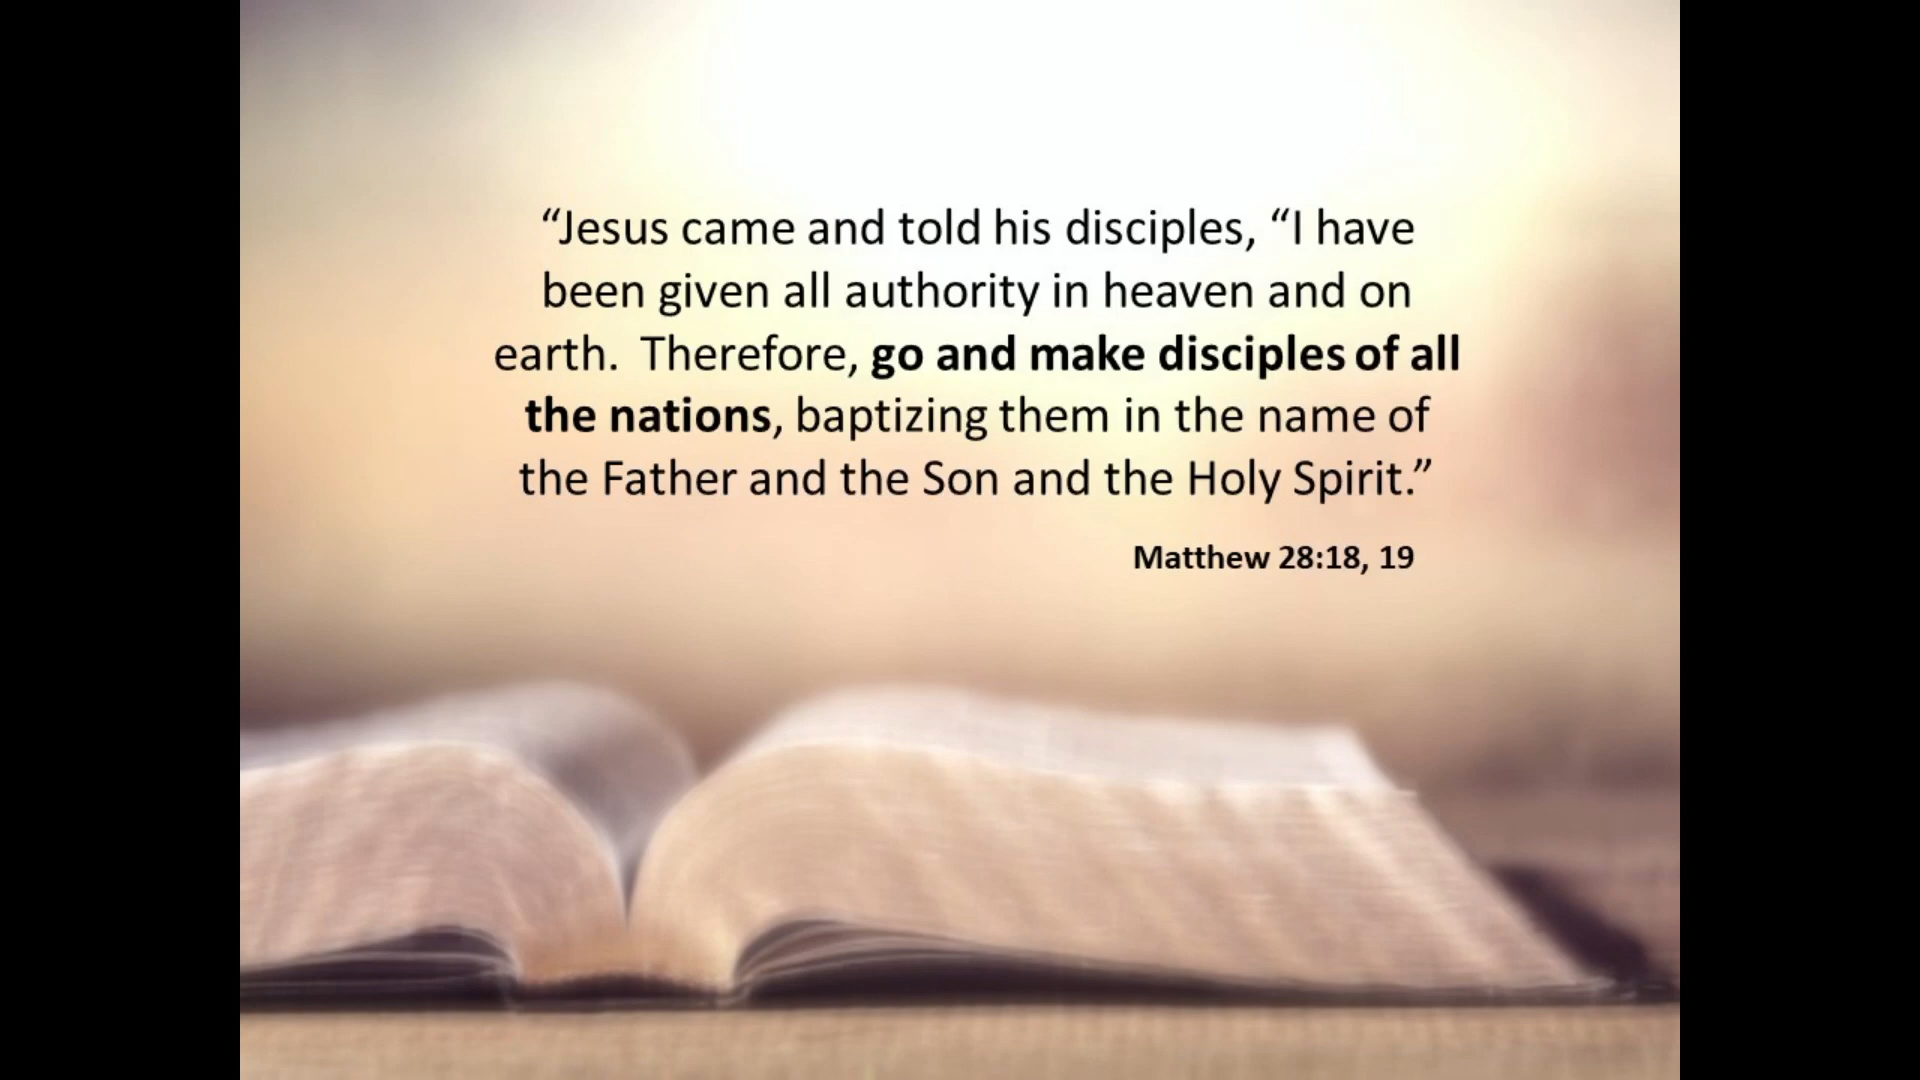 “Jesus came and told his disciples, “I have
been given all authority in heaven and on
earth.  Therefore, go and make disciples of all
the nations, baptizing them in the name of
the Father and the Son and the Holy Spirit.”
Matthew 28:18, 19